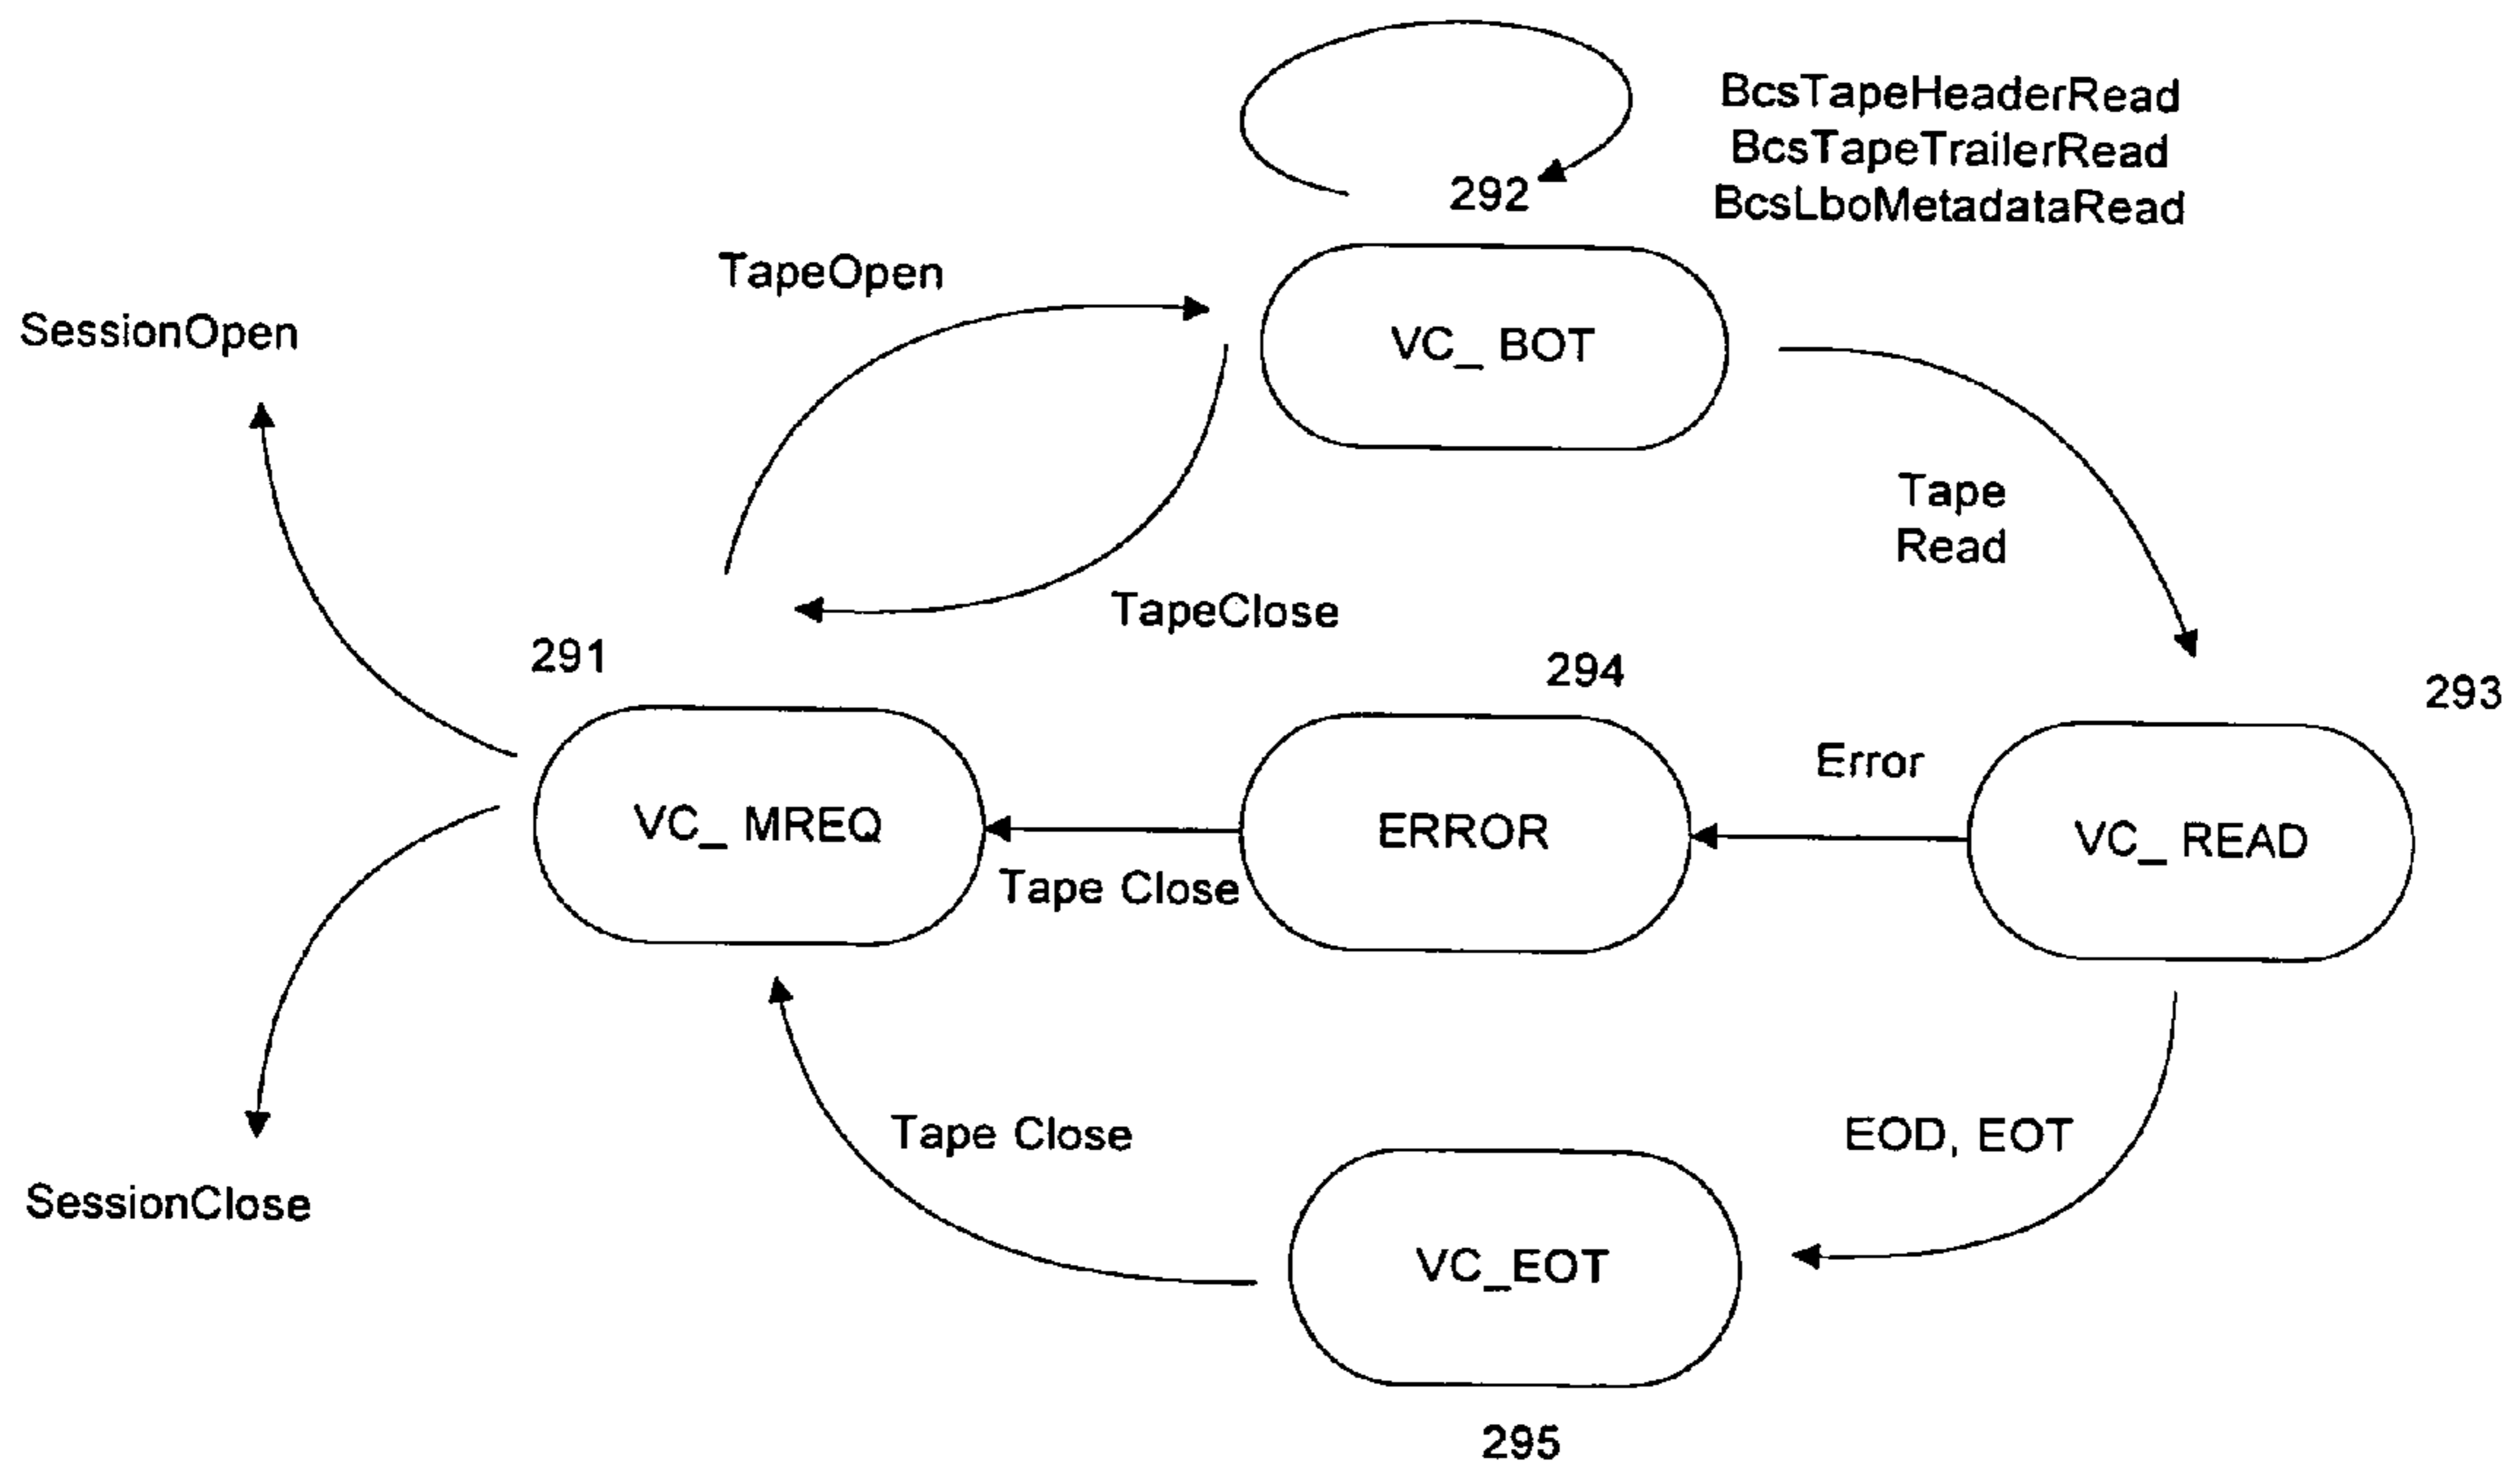 BcsTapeHeaderRead
BcsTapeTrailerRead
BcsLboMetadataRead
292
TapeOpen
VC_ BOT
SessionOpen
Tape
Read
TapeClose
291
294
293
Error
VC_ MREQ
ERROR
VC_ READ
Tape Close
Tape Close
EOD, EOT
SessionClose
VC_EOT
295